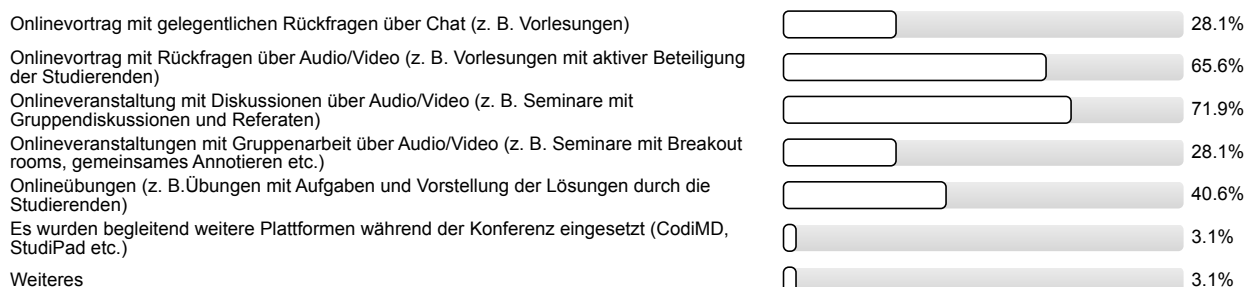 Onlinevortrag mit gelegentlichen Rückfragen über Chat (z. B. Vorlesungen) 28.1%
Onlinevortrag mit Rückfragen über Audio/Video (z. B. Vorlesungen mit aktiver Beteiligung
der Studierenden) 65.6%
Onlineveranstaltung mit Diskussionen über Audio/Video (z. B. Seminare mit
Gruppendiskussionen und Referaten) 71.9%
Onlineveranstaltungen mit Gruppenarbeit über Audio/Video (z. B. Seminare mit Breakout
rooms, gemeinsames Annotieren etc.) 28.1%
Onlineübungen (z. B.Übungen mit Aufgaben und Vorstellung der Lösungen durch die
Studierenden) 40.6%
Es wurden begleitend weitere Plattformen während der Konferenz eingesetzt (CodiMD,
StudiPad etc.) 3.1%
Weiteres 3.1%